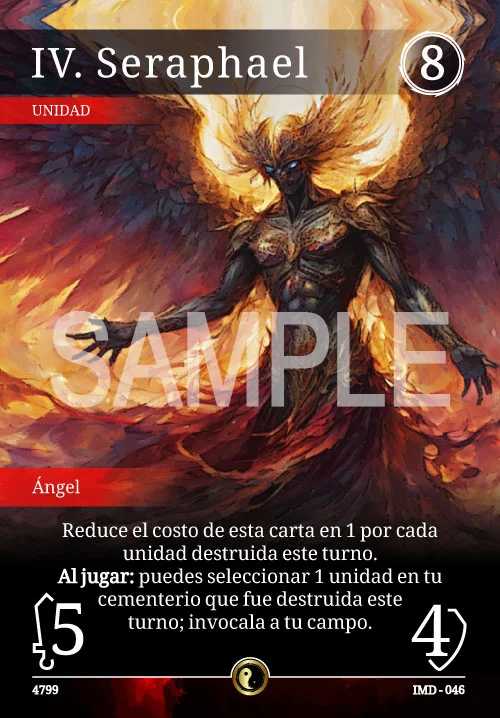 IV. Seraphael
8
UNIDAD
SAMPLE
Ángel
Reduce el costo de esta carta en 1 por cada
unidad destruida este turno.
Al jugar: puedes seleccionar 1 unidad en tu
cementerio que fue destruida este
turno; invocala a tu campo.
5
4
4799
IMD - 046